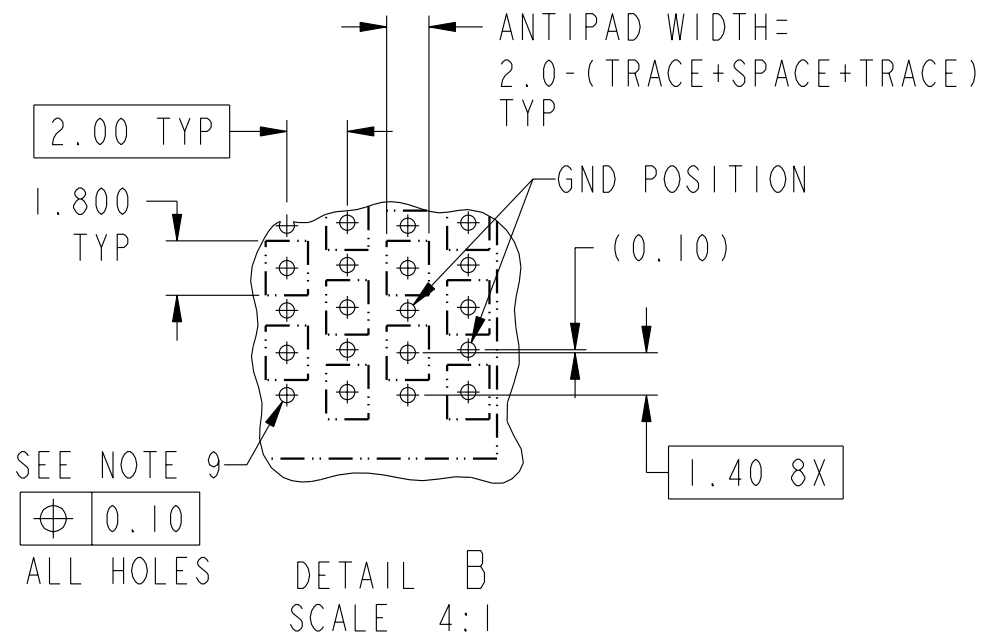 ANTIPAD WIDTH=
2.0-(TRACE+SPACE+TRACE)
TYP
2.00 TYP
GND POSITION
1.800
TYP
(0.10)
1.40 8X
SEE NOTE 9
⌖ 0.10
ALL HOLES
DETAIL B
SCALE 4:1